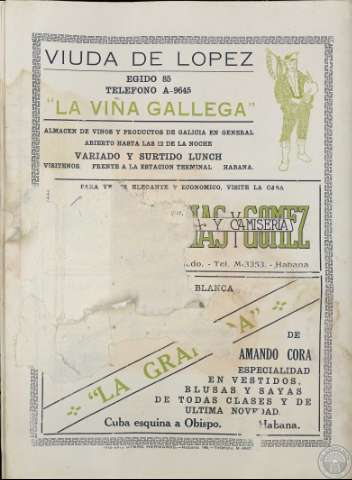 VIUDA DE LOPEZ
EGIDO 85
TELEFONO A-9645
"LA VIÑA GALLEGA"
ALMACEN DE VINOS Y PRODUCTOS DE GALICIA EN GENERAL
ABIERTO HASTA LAS 12 DE LA NOCHE
VARIADO Y SURTIDO LUNCH
VISITENOS FRENTE A LA ESTACION TERMINAL HABANA.
PARA VESTIR ELEGANTE Y ECONOMICO, VISITE LA CASA
Y CAMISERIA
GOMEZ
Tel. M-3353. - Habana
BLANCA
"LA GRA
DE
AMANDO CORA
ESPECIALIDAD
EN VESTIDOS,
BLUSAS Y SAYAS
DE TODAS CLASES Y DE
ULTIMA NOVEDAD.
Cuba esquina a Obispo. Habana.